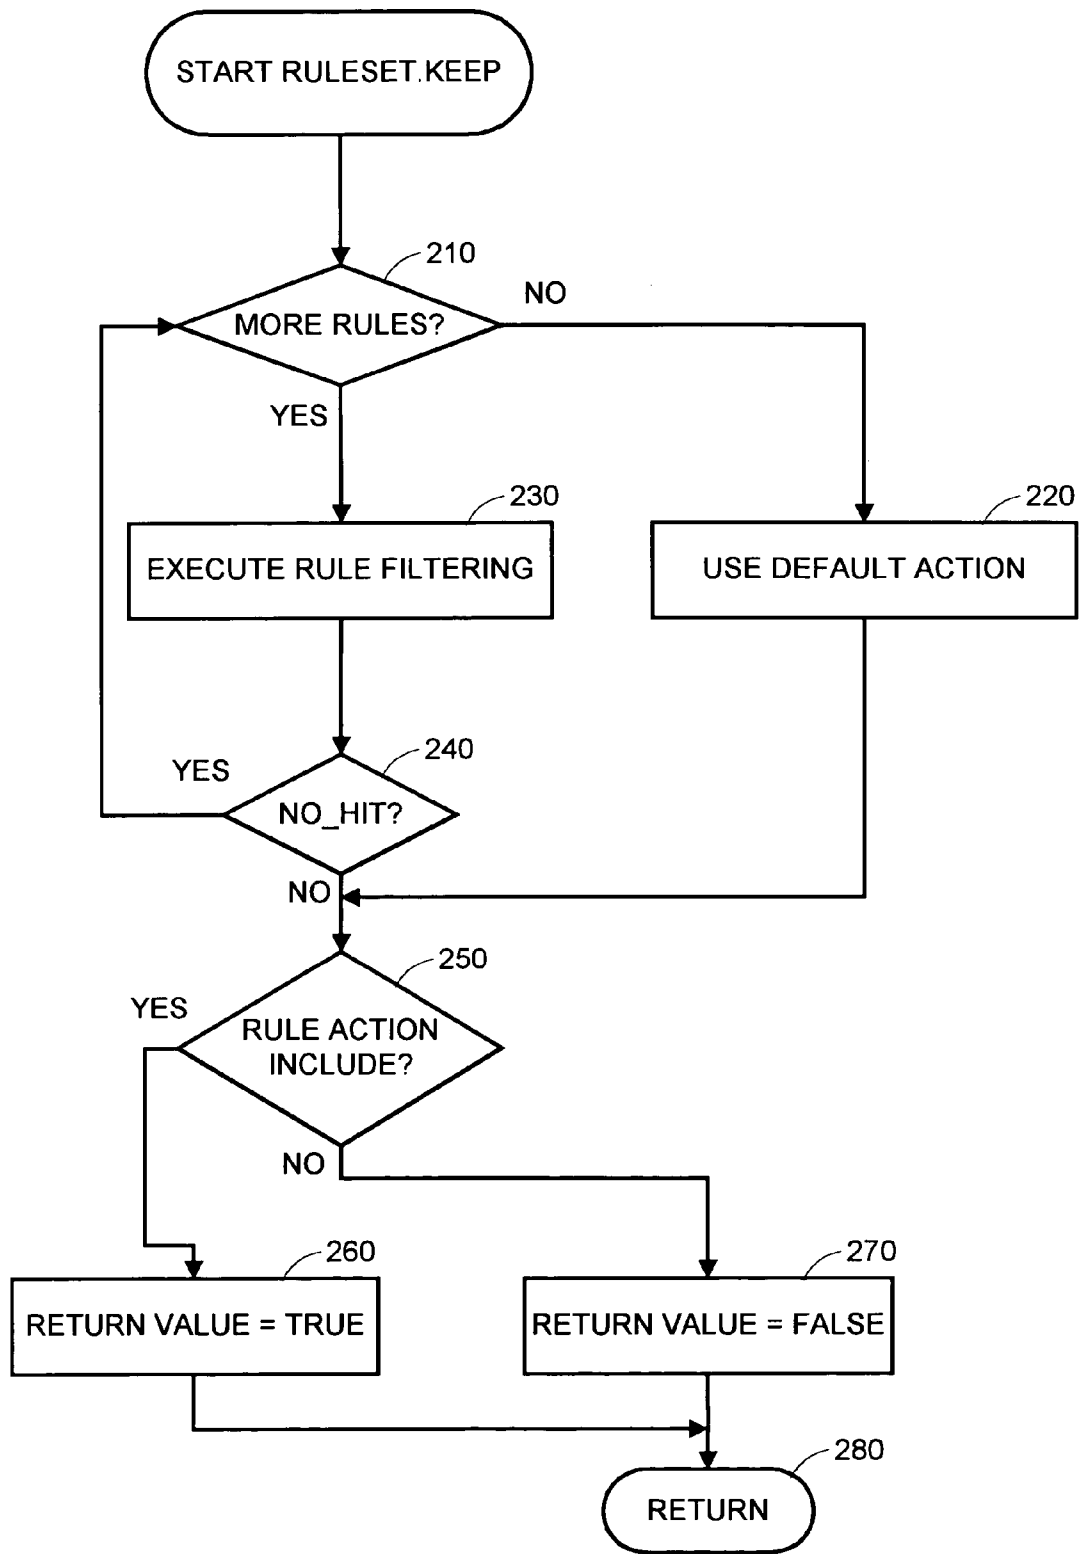 START RULESET.KEEP
210
NO
MORE RULES?
YES
230
220
EXECUTE RULE FILTERING
USE DEFAULT ACTION
240
YES
NO_HIT?
NO
250
YES
RULE ACTION
INCLUDE?
NO
260
270
RETURN VALUE = TRUE
RETURN VALUE = FALSE
280
RETURN